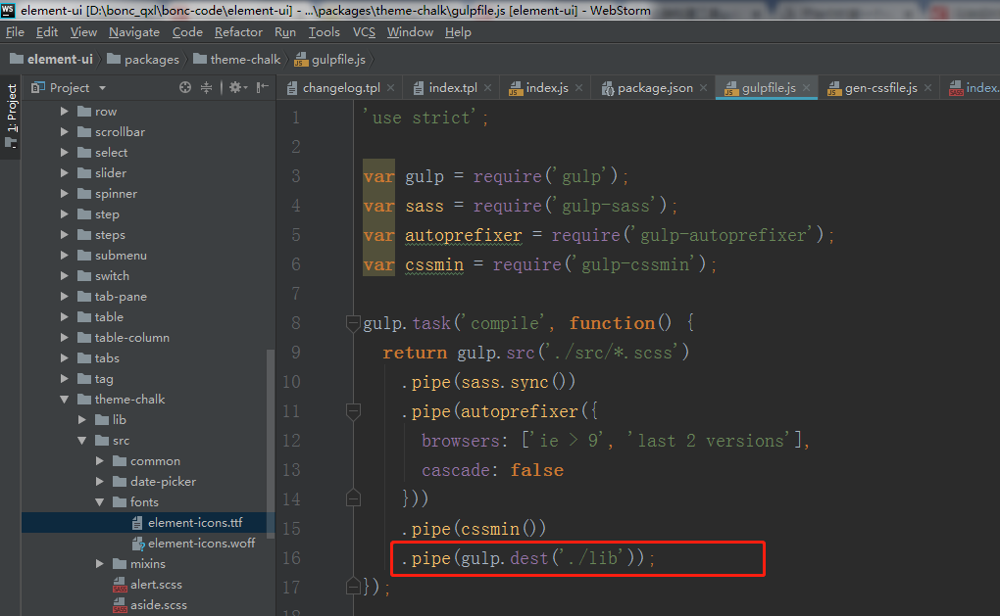 element-ui [D:\bonc_qxl\bonc-code\element-ui] - ...\packages\theme-chalk\gulpfile.js [element-ui] - WebStorm
File Edit View Navigate Code Refactor Run Tools VCS Window Help
element-ui packages theme-chalk gulpfile.js
1: Project
Project
changelog.tpl index.tpl index.js package.json gulpfile.js gen-cssfile.js index.
row
scrollbar
select
slider
spinner
step
steps
submenu
switch
tab-pane
table
table-column
tabs
tag
theme-chalk
lib
src
common
date-picker
fonts
element-icons.ttf
element-icons.woff
mixins
alert.scss
aside.scss
1 'use strict';
2
3 var gulp = require('gulp');
4 var sass = require('gulp-sass');
5 var autoprefixer = require('gulp-autoprefixer');
6 var cssmin = require('gulp-cssmin');
7
8 gulp.task('compile', function() {
9 return gulp.src('./src/*.scss')
10 .pipe(sass.sync())
11 .pipe(autoprefixer({
12 browsers: ['ie > 9', 'last 2 versions'],
13 cascade: false
14 }))
15 .pipe(cssmin())
16 .pipe(gulp.dest('./lib'));
17 });